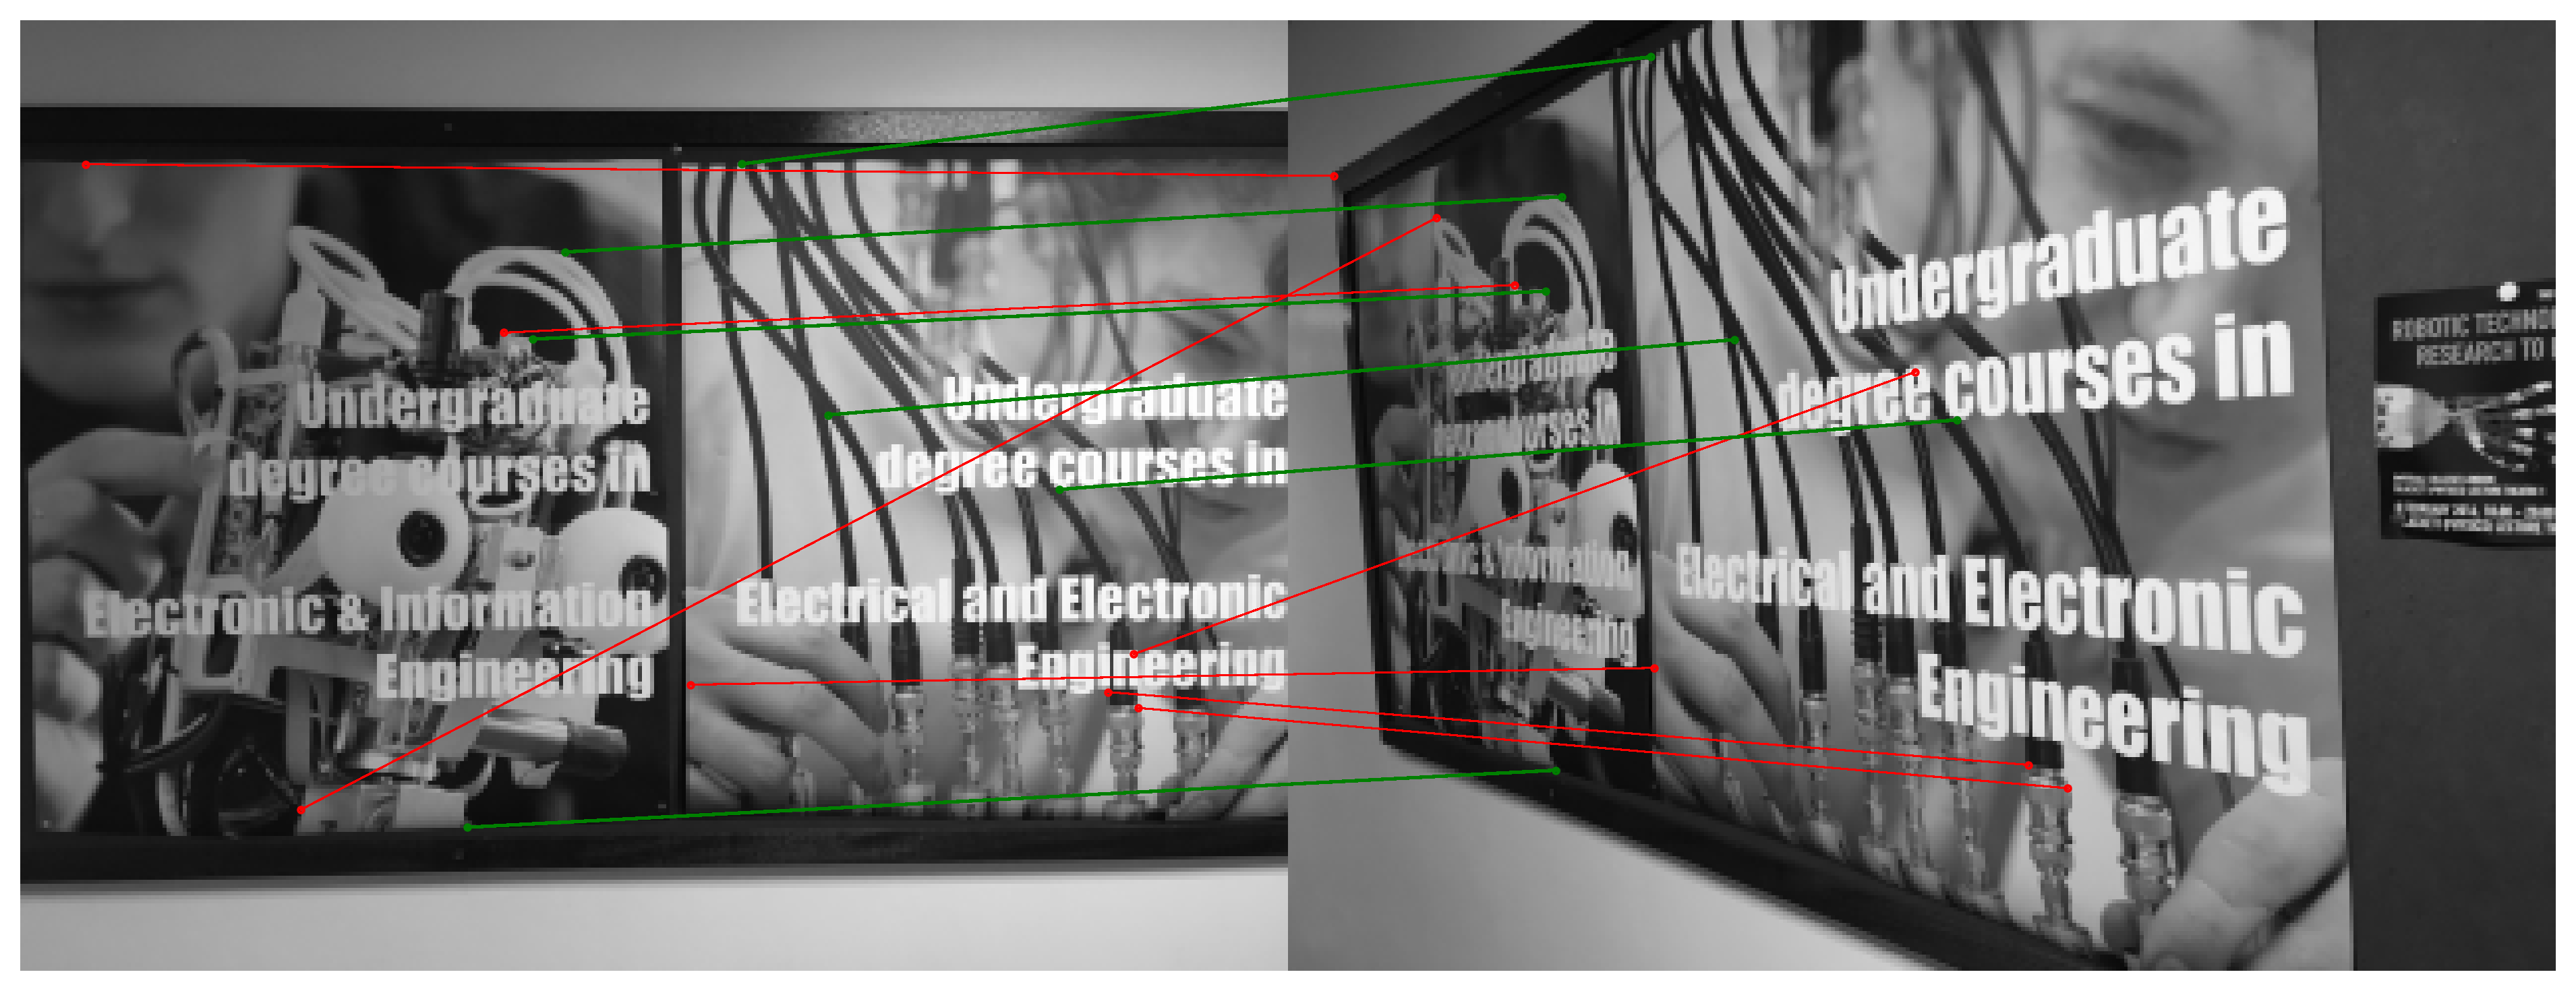 Undergraduate
degree courses in
Electronic & Information
Engineering
Undergraduate
degree courses in
Electrical and Electronic
Engineering
Undergraduate
degree courses in
Electronic & Information
Engineering
Undergraduate
degree courses in
Electrical and Electronic
Engineering
ROBOTIC
RESEARCH TO